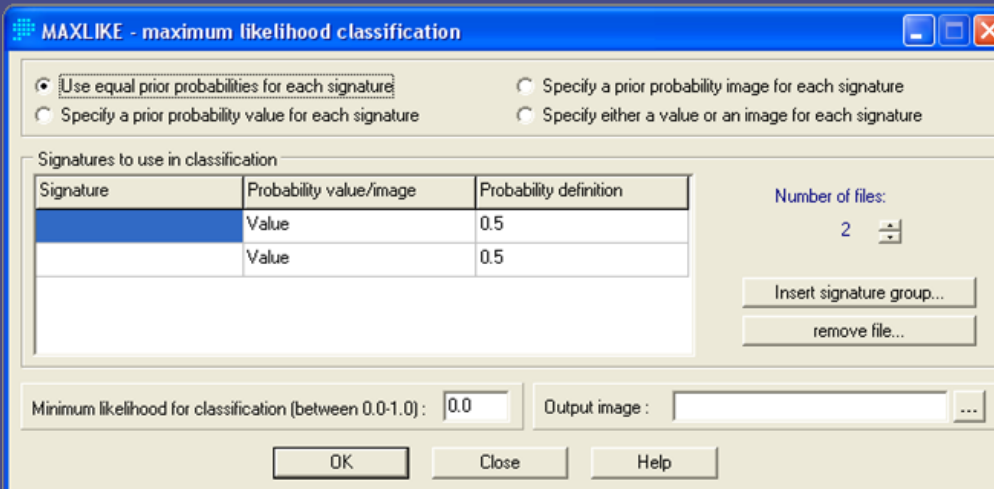 MAXLIKE - maximum likelihood classification
Use equal prior probabilities for each signature
Specify a prior probability image for each signature
Specify a prior probability value for each signature
Specify either a value or an image for each signature
Signatures to use in classification
Signature Probability value/image Probability definition
Value 0.5
Value 0.5
Number of files:
2
Insert signature group...
remove file...
Minimum likelihood for classification (between 0.0-1.0) : 0.0
Output image : ...
OK Close Help